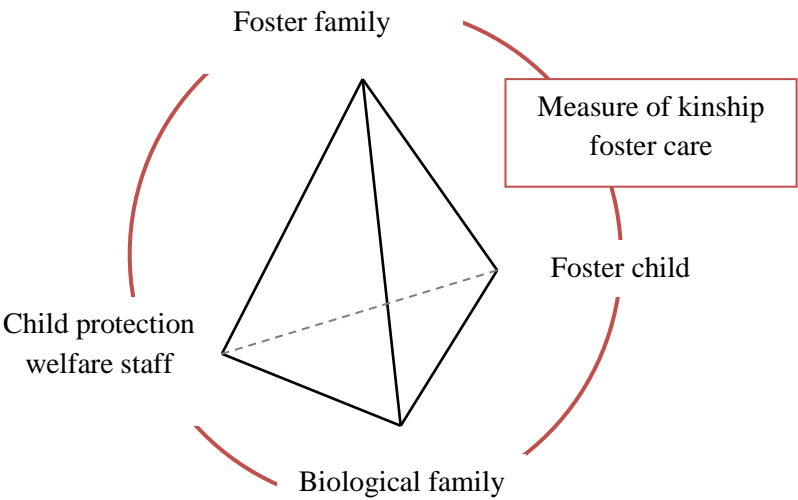 Foster family
Measure of kinship
foster care
Foster child
Child protection
welfare staff
Biological family